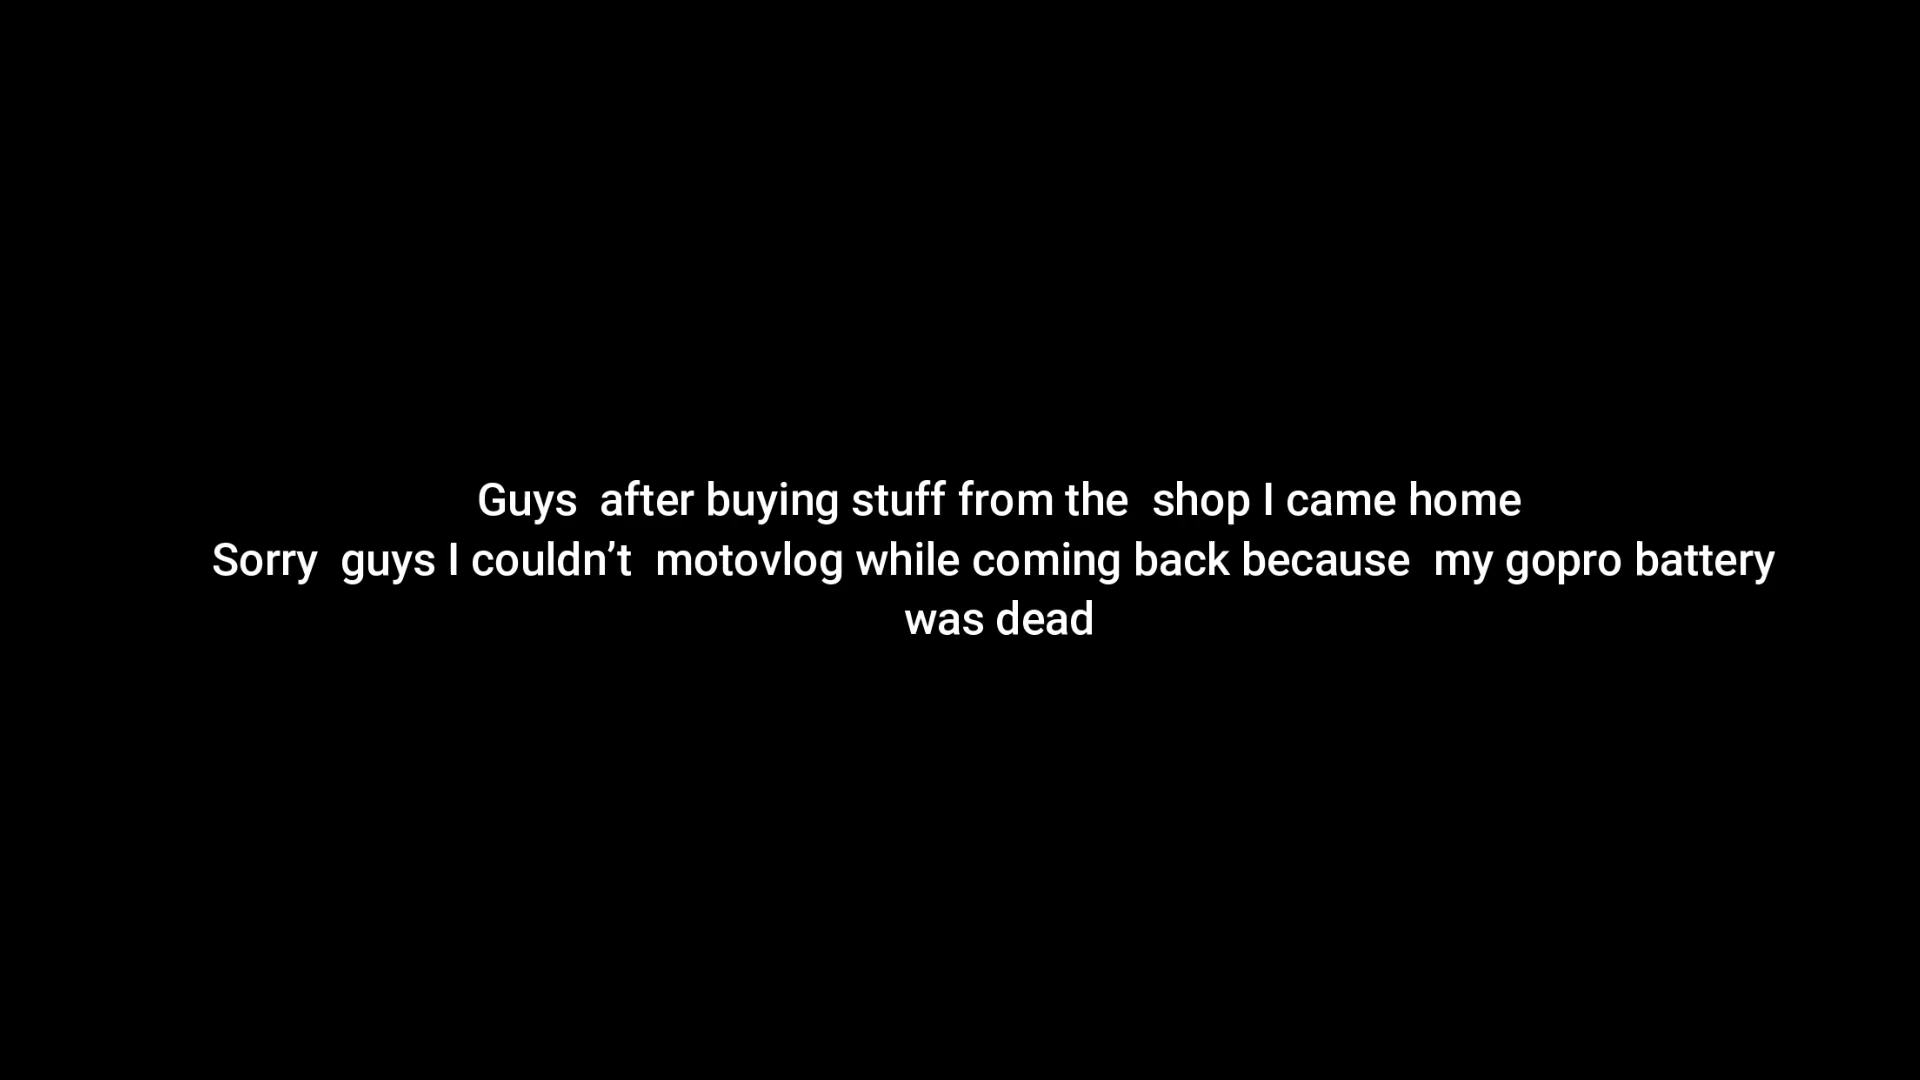 Guys  after buying stuff from the  shop I came home
Sorry  guys I couldn’t  motovlog while coming back because  my gopro battery
was dead